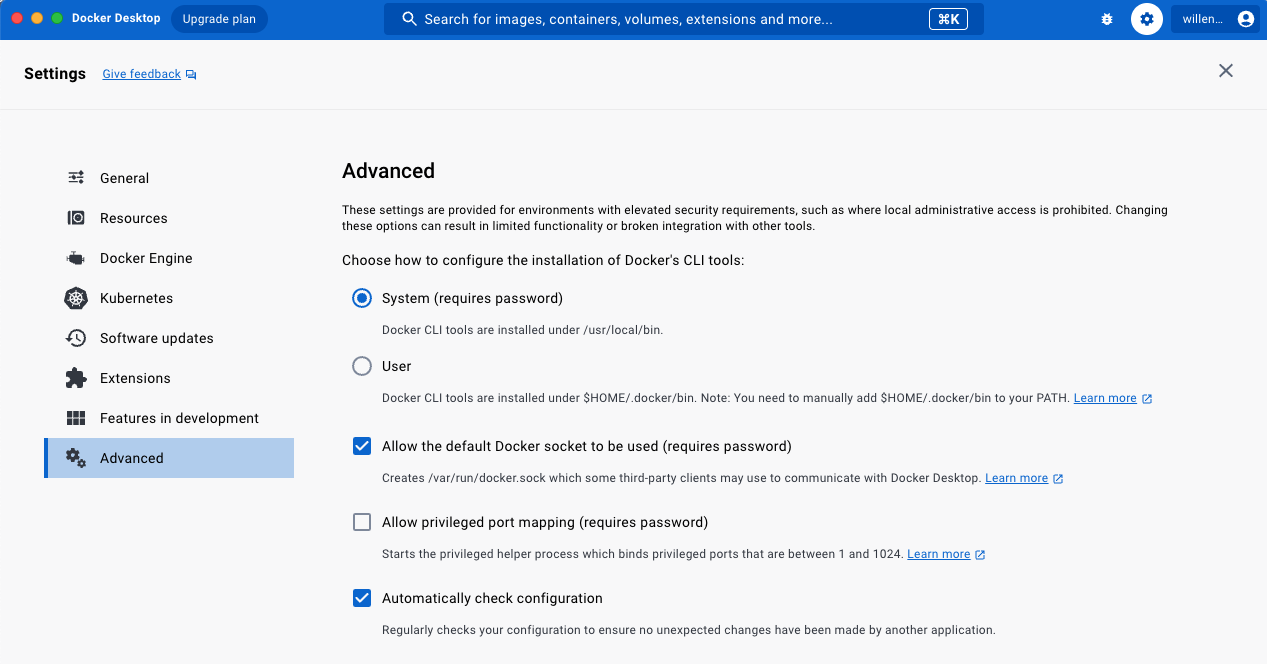 Docker Desktop Upgrade plan Search for images, containers, volumes, extensions and more... ⌘K willen...
Settings Give feedback
General
Resources
Docker Engine
Kubernetes
Software updates
Extensions
Features in development
Advanced
Advanced
These settings are provided for environments with elevated security requirements, such as where local administrative access is prohibited. Changing
these options can result in limited functionality or broken integration with other tools.
Choose how to configure the installation of Docker's CLI tools:
System (requires password)
Docker CLI tools are installed under /usr/local/bin.
User
Docker CLI tools are installed under $HOME/.docker/bin. Note: You need to manually add $HOME/.docker/bin to your PATH. Learn more
Allow the default Docker socket to be used (requires password)
Creates /var/run/docker.sock which some third-party clients may use to communicate with Docker Desktop. Learn more
Allow privileged port mapping (requires password)
Starts the privileged helper process which binds privileged ports that are between 1 and 1024. Learn more
Automatically check configuration
Regularly checks your configuration to ensure no unexpected changes have been made by another application.